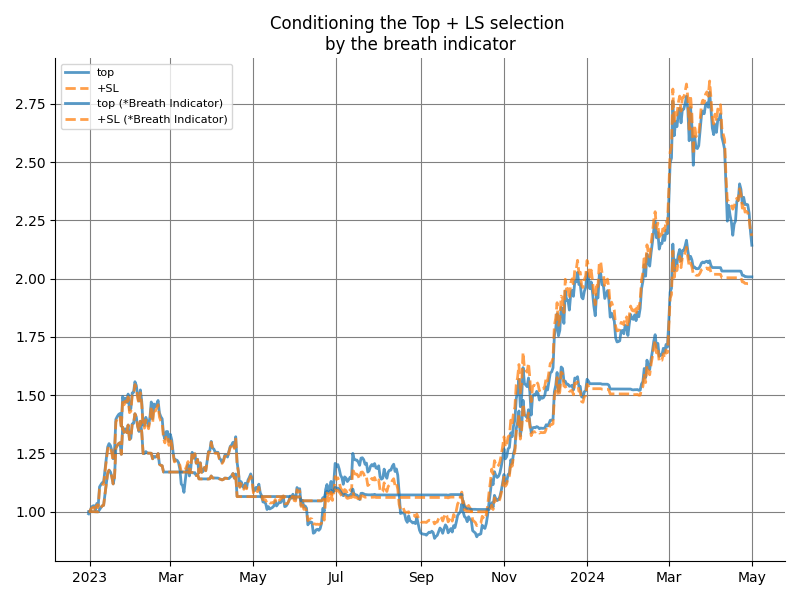 Conditioning the Top + LS selection
by the breath indicator
top
+SL
top (*Breath Indicator)
+SL (*Breath Indicator)
2.75
2.50
2.25
2.00
1.75
1.50
1.25
1.00
2023 Mar May Jul Sep Nov 2024 Mar May